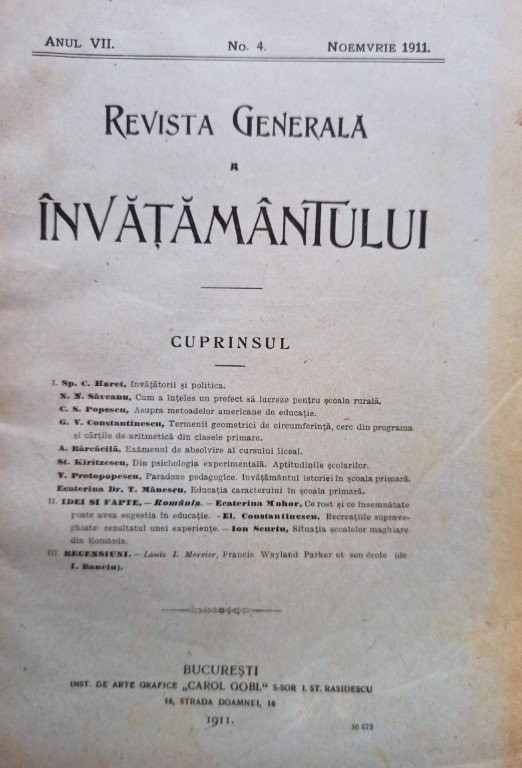 ANUL VII.
No. 4.
NOEMVRIE 1911.
REVISTA GENERALA
A
ÎNVĂȚĂMÂNTULUI
CUPRINSUL
I. Sp. C. Haret, Invățătorii și politica.
N. N. Săveanu, Cum a înțeles un prefect să lucreze pentru școala rurală.
C. S. Popescu, Asupra metoadelor americane de educație.
G. V. Constantinescu, Termenii geometrici de circumferință, cerc din programa
și cărțile de aritmetică din clasele primare.
A. Bărcăcilă, Exâmenul de absolvire al cursului liceal.
St. Kiritzescu, Din psichologia experimentală. Aptitudinile școlarilor.
V. Protopopescu, Paradoxe pedagogice. Invățământul istoriei în școala primară.
Ecaterina Dr. T. Mănescu, Educația caracterului în școala primară.
II. IDEI SI FAPTE. — România. — Ecaterina Mohor, Ce rost și ce însemnătate
poate avea sugestia în educație. - El. Constantinescu, Recreațiile suprave-
ghiate: rezultatul unei experiențe. — Ion Scurtu, Situația școalelor maghiare
din România.
III. RECENSIUNI. — Louis I. Mercier, Francis Wayland Parker et son école (de
I. Banciu).
BUCUREȘTI
INST. DE ARTE GRAFICE „CAROL GOBL" S-SOR I. ST. RASIDESCU
16, STRADA DOAMNEI, 16
1911.
30 672